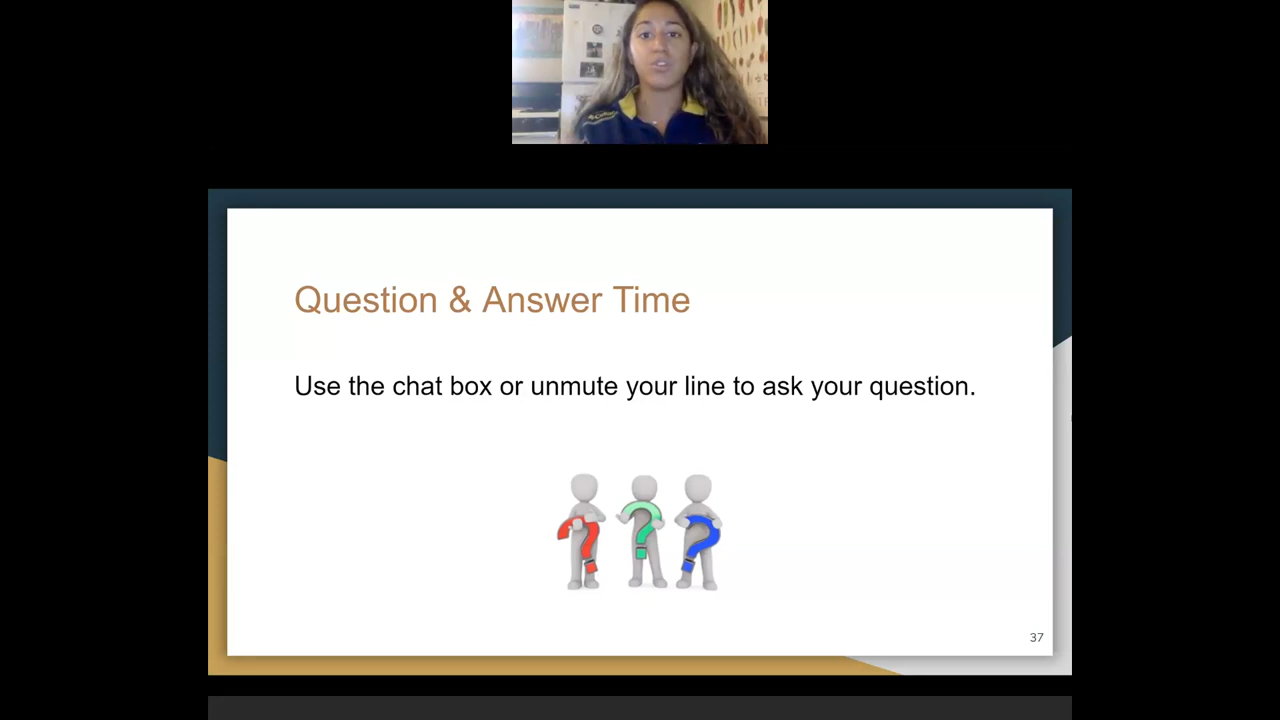 Question & Answer Time
Use the chat box or unmute your line to ask your question.
37